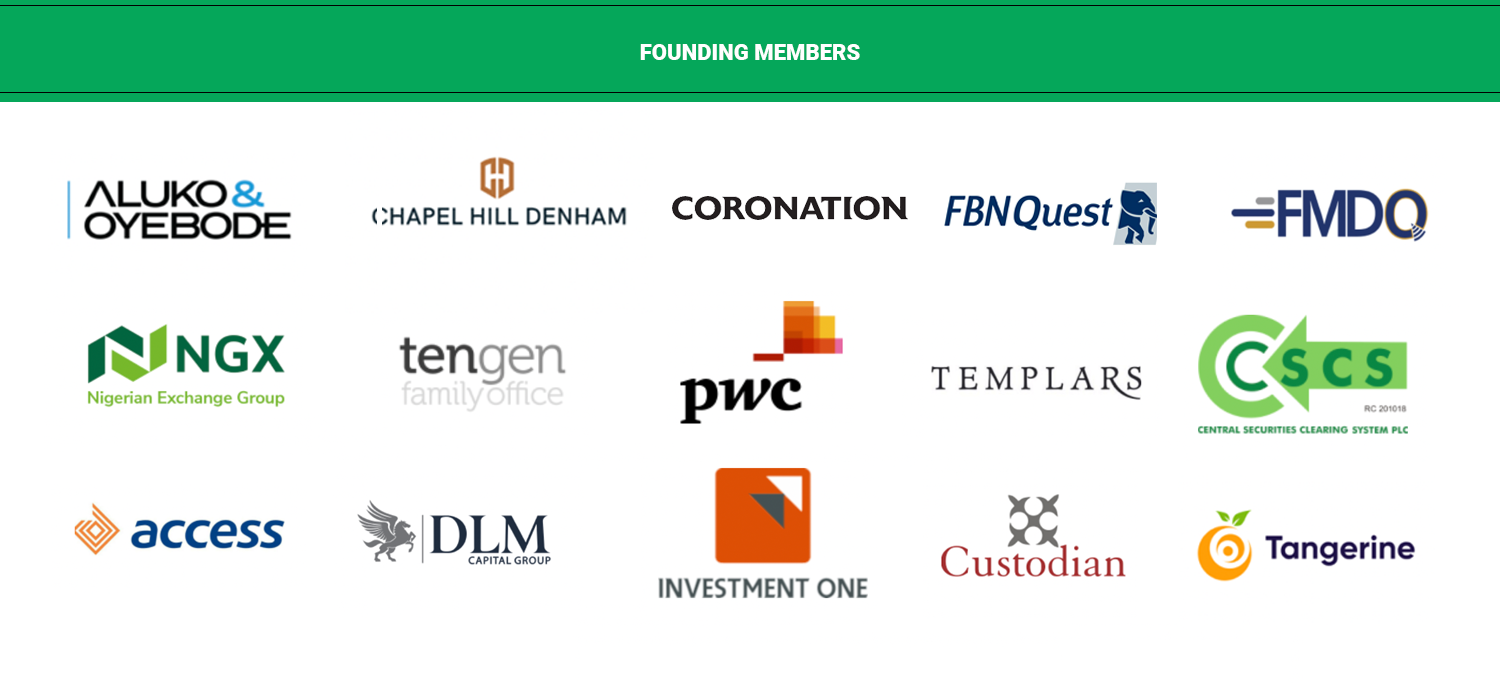 FOUNDING MEMBERS
ALUKO &
OYEBODE
CHAPEL HILL DENHAM
CORONATION
FBNQuest
FMDQ
NGX
Nigerian Exchange Group
tengen
family office
pwc
TEMPLARS
CSCS
RC 201018
CENTRAL SECURITIES CLEARING SYSTEM PLC
access
DLM
CAPITAL GROUP
INVESTMENT ONE
Custodian
Tangerine